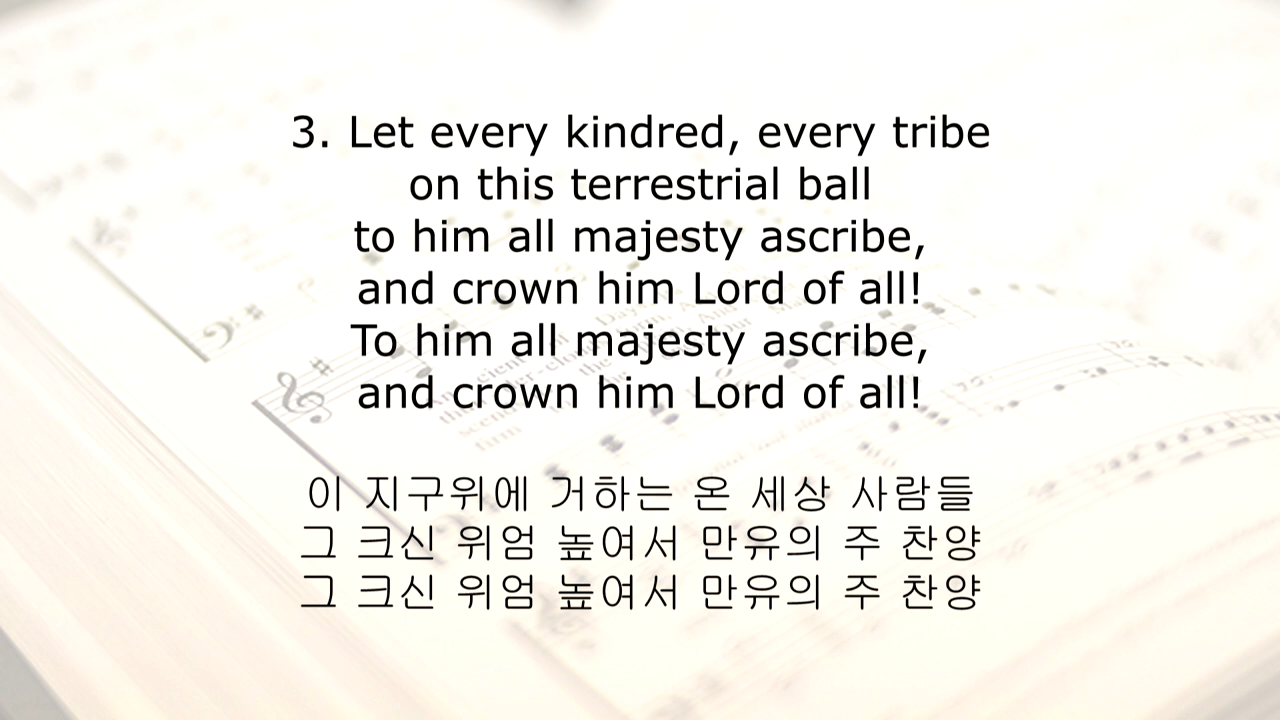 3. Let every kindred, every tribe
on this terrestrial ball
to him all majesty ascribe,
and crown him Lord of all!
To him all majesty ascribe,
and crown him Lord of all!
이 지구위에 거하는 온 세상 사람들
그 크신 위엄 높여서 만유의 주 찬양
그 크신 위엄 높여서 만유의 주 찬양